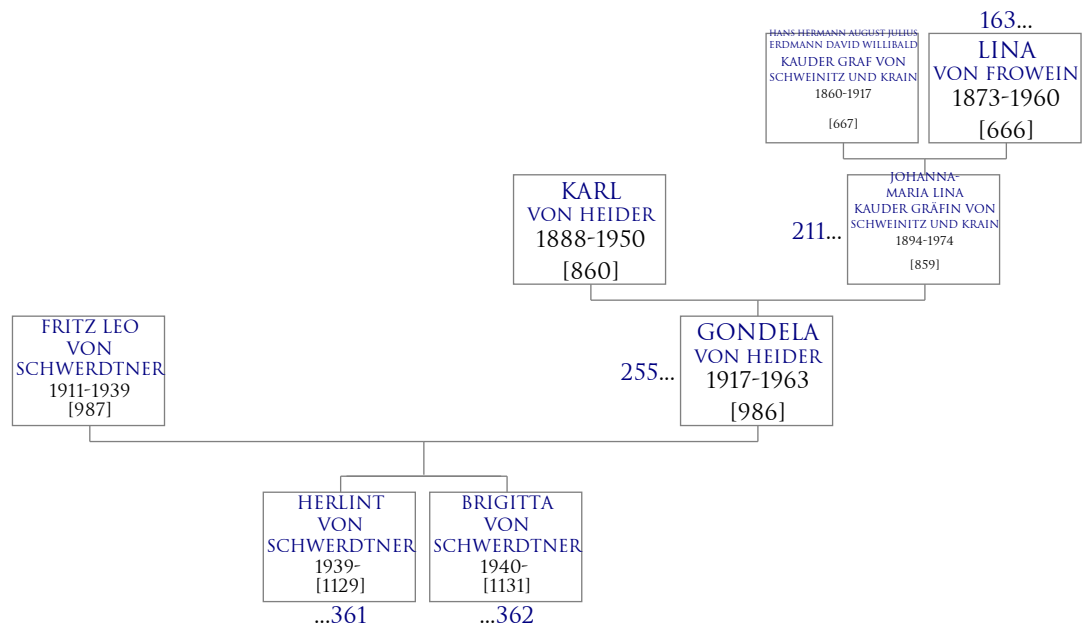 163...
HANS HERMANN AUGUST JULIUS
ERDMANN DAVID WILLIBALD
KAUDER GRAF VON
SCHWEINITZ UND KRAIN
1860-1917
[667]
LINA
VON FROWEIN
1873-1960
[666]
KARL
VON HEIDER
1888-1950
[860]
211...
JOHANNA-
MARIA LINA
KAUDER GRÄFIN VON
SCHWEINITZ UND KRAIN
1894-1974
[859]
FRITZ LEO
VON
SCHWERDTNER
1911-1939
[987]
255...
GONDELA
VON HEIDER
1917-1963
[986]
HERLINT
VON
SCHWERDTNER
1939-
[1129]
...361
BRIGITTA
VON
SCHWERDTNER
1940-
[1131]
...362